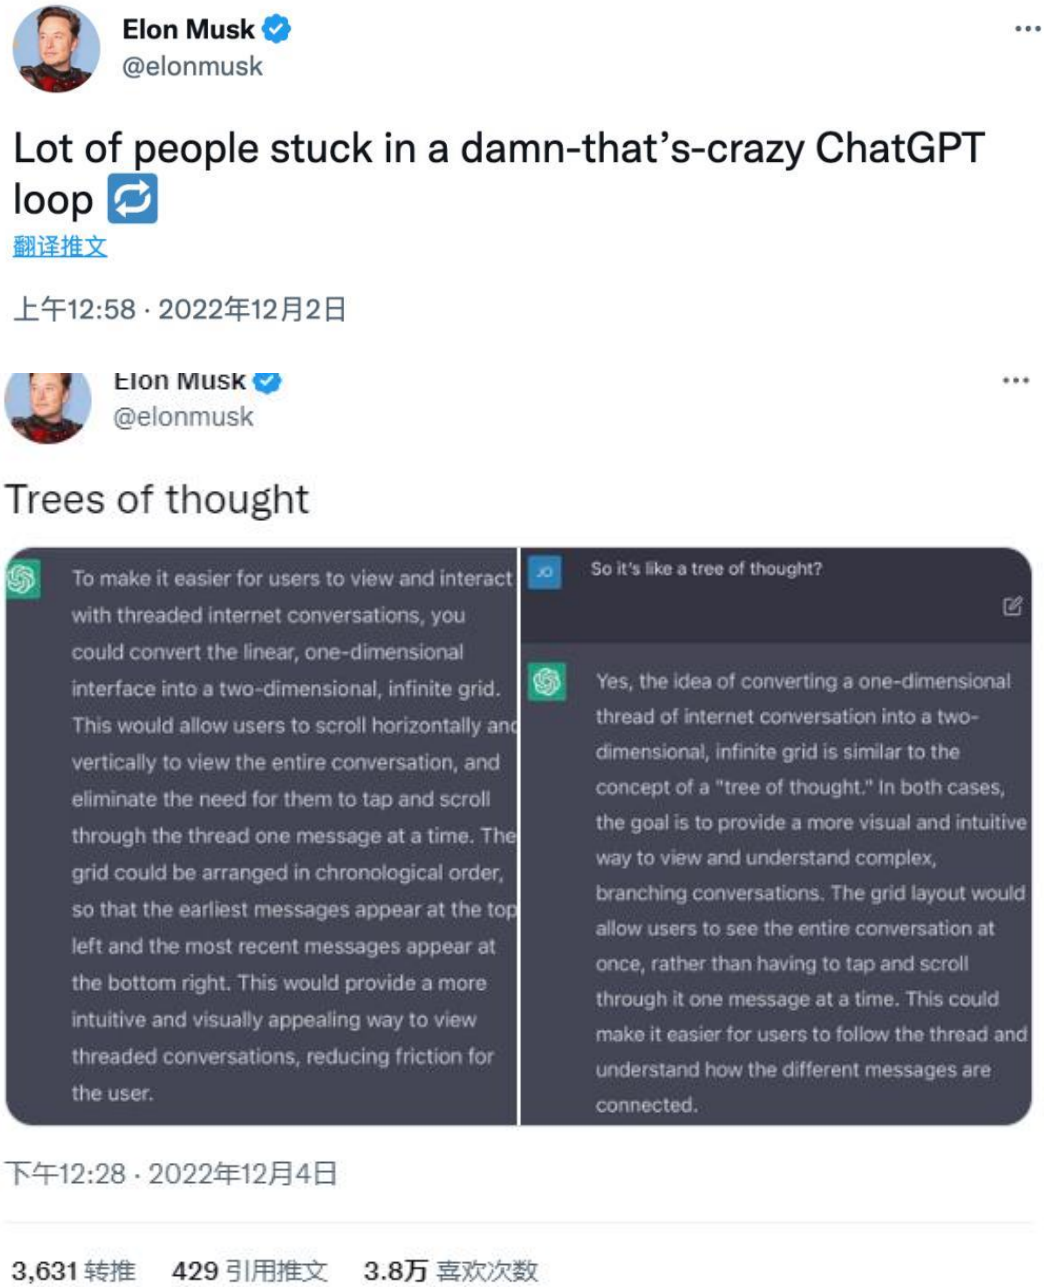 Elon Musk
@elonmusk
Lot of people stuck in a damn-that’s-crazy ChatGPT
loop
翻译推文
上午12:58 · 2022年12月2日
Elon Musk
@elonmusk
Trees of thought
To make it easier for users to view and interact
with threaded internet conversations, you
could convert the linear, one-dimensional
interface into a two-dimensional, infinite grid.
This would allow users to scroll horizontally and
vertically to view the entire conversation, and
eliminate the need for them to tap and scroll
through the thread one message at a time. The
grid could be arranged in chronological order,
so that the earliest messages appear at the top
left and the most recent messages appear at
the bottom right. This would provide a more
intuitive and visually appealing way to view
threaded conversations, reducing friction for
the user.
JO
So it's like a tree of thought?
Yes, the idea of converting a one-dimensional
thread of internet conversation into a two-
dimensional, infinite grid is similar to the
concept of a "tree of thought." In both cases,
the goal is to provide a more visual and intuitive
way to view and understand complex,
branching conversations. The grid layout would
allow users to see the entire conversation at
once, rather than having to tap and scroll
through it one message at a time. This could
make it easier for users to follow the thread and
understand how the different messages are
connected.
下午12:28 · 2022年12月4日
3,631 转推 429 引用推文 3.8万 喜欢次数